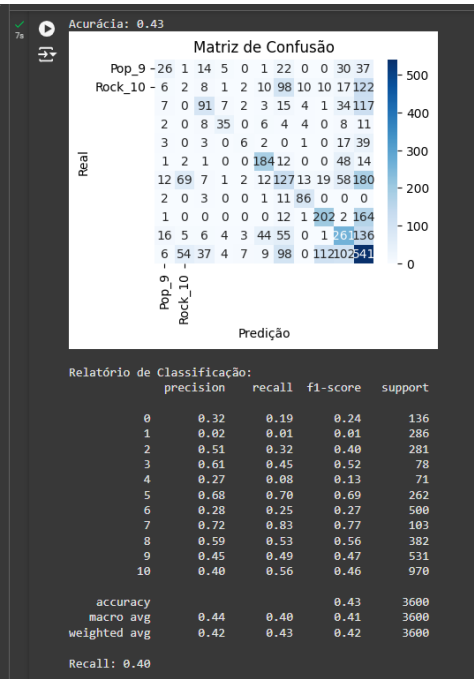 7s
Acurácia: 0.43
Matriz de Confusão
Pop_9 26 1 14 5 0 1 22 0 0 30 37
Rock_10 6 2 8 1 2 10 98 10 10 17 122
7 0 91 7 2 3 15 4 1 34 117
2 0 8 35 0 6 4 4 0 8 11
3 0 3 0 6 2 0 1 0 17 39
1 2 1 0 0 184 12 0 0 48 14
12 69 7 1 2 12 127 13 19 58 180
2 0 3 0 0 1 11 86 0 0 0
1 0 0 0 0 0 12 1 202 2 164
16 5 6 4 3 44 55 0 1 261 136
6 54 37 4 7 9 98 0 112 102 541
Real
Pop_9
Rock_10
Predição
500
400
300
200
100
0
Relatório de Classificação:
precision recall f1-score support
0 0.32 0.19 0.24 136
1 0.02 0.01 0.01 286
2 0.51 0.32 0.40 281
3 0.61 0.45 0.52 78
4 0.27 0.08 0.13 71
5 0.68 0.70 0.69 262
6 0.28 0.25 0.27 500
7 0.72 0.83 0.77 103
8 0.59 0.53 0.56 382
9 0.45 0.49 0.47 531
10 0.40 0.56 0.46 970
accuracy 0.43 3600
macro avg 0.44 0.40 0.41 3600
weighted avg 0.42 0.43 0.42 3600
Recall: 0.40